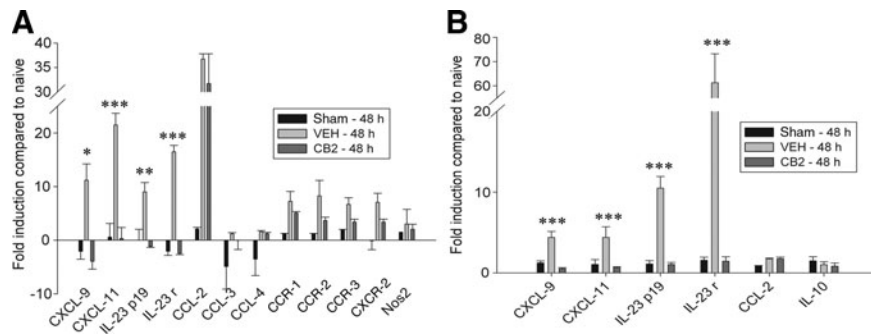 A
Fold induction compared to naive
40
35
30
20
10
0
-10
***
*
**
***
Sham - 48 h
VEH - 48 h
CB2 - 48 h
CXCL-9
CXCL-11
IL-23 p19
IL-23 r
CCL-2
CCL-3
CCL-4
CCR-1
CCR-2
CCR-3
CXCR-2
Nos2
B
Fold induction compared to naive
80
70
60
20
10
0
***
***
***
***
Sham - 48 h
VEH - 48 h
CB2 - 48 h
CXCL-9
CXCL-11
IL-23 p19
IL-23 r
CCL-2
IL-10